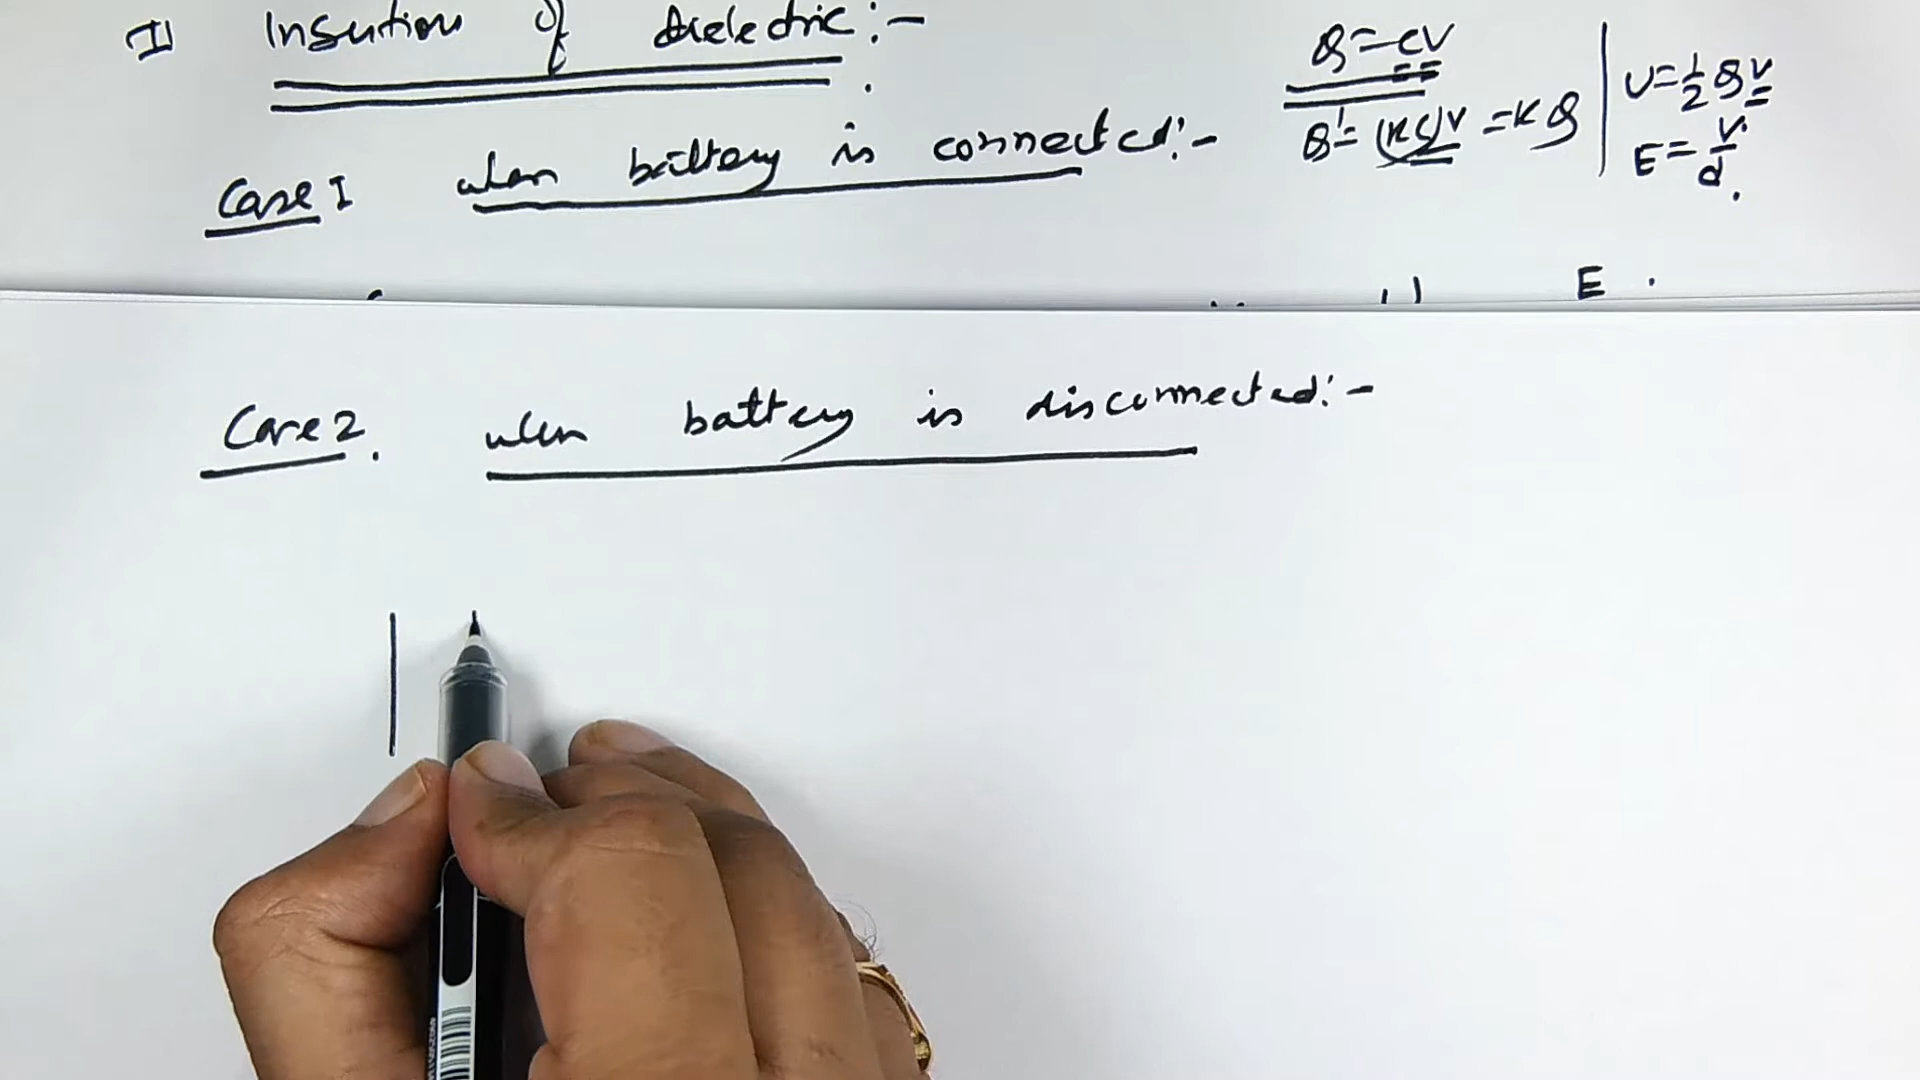 I Insertion of dielectric:-
Case I when battery is connected:-
Q=CV
Q'=(KC)V=KQ
U=1/2 QV
E=V/d.
E.
Case 2. when battery is disconnected:-